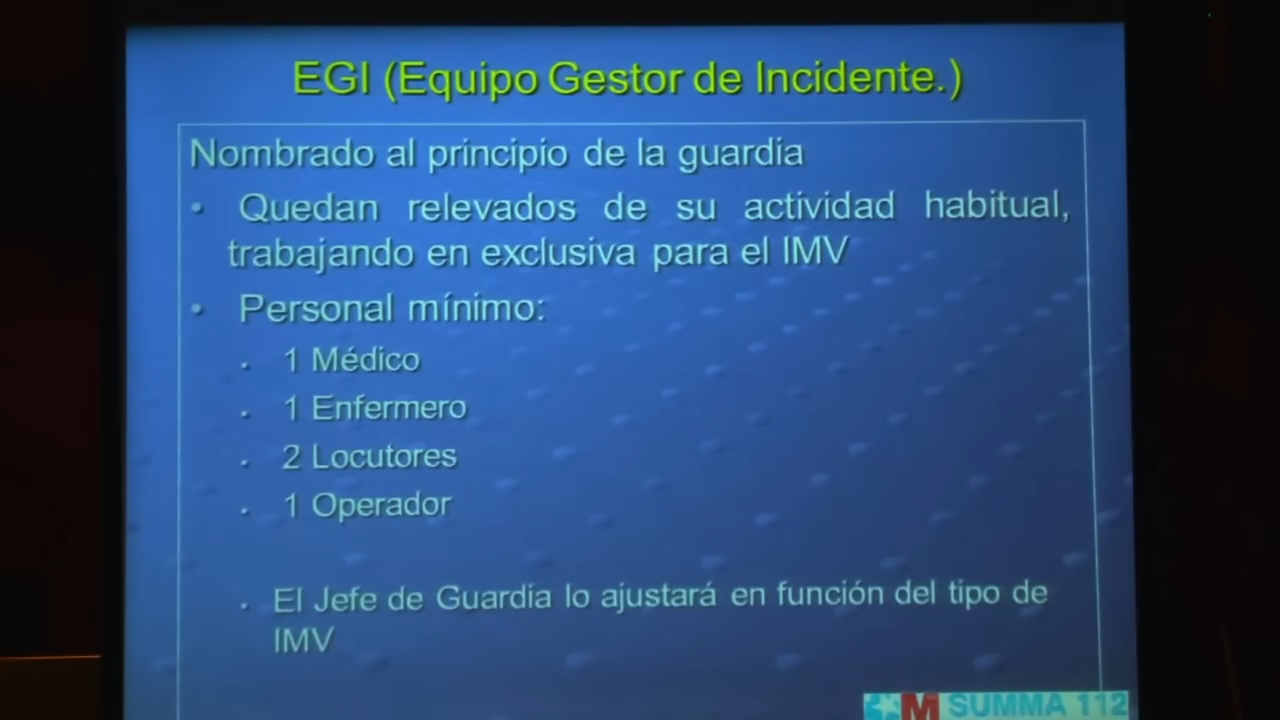 EGI (Equipo Gestor de Incidente.)
Nombrado al principio de la guardia
• Quedan relevados de su actividad habitual,
trabajando en exclusiva para el IMV
• Personal mínimo:
• 1 Médico
• 1 Enfermero
• 2 Locutores
• 1 Operador
• El Jefe de Guardia lo ajustará en función del tipo de
IMV
M SUMMA 112